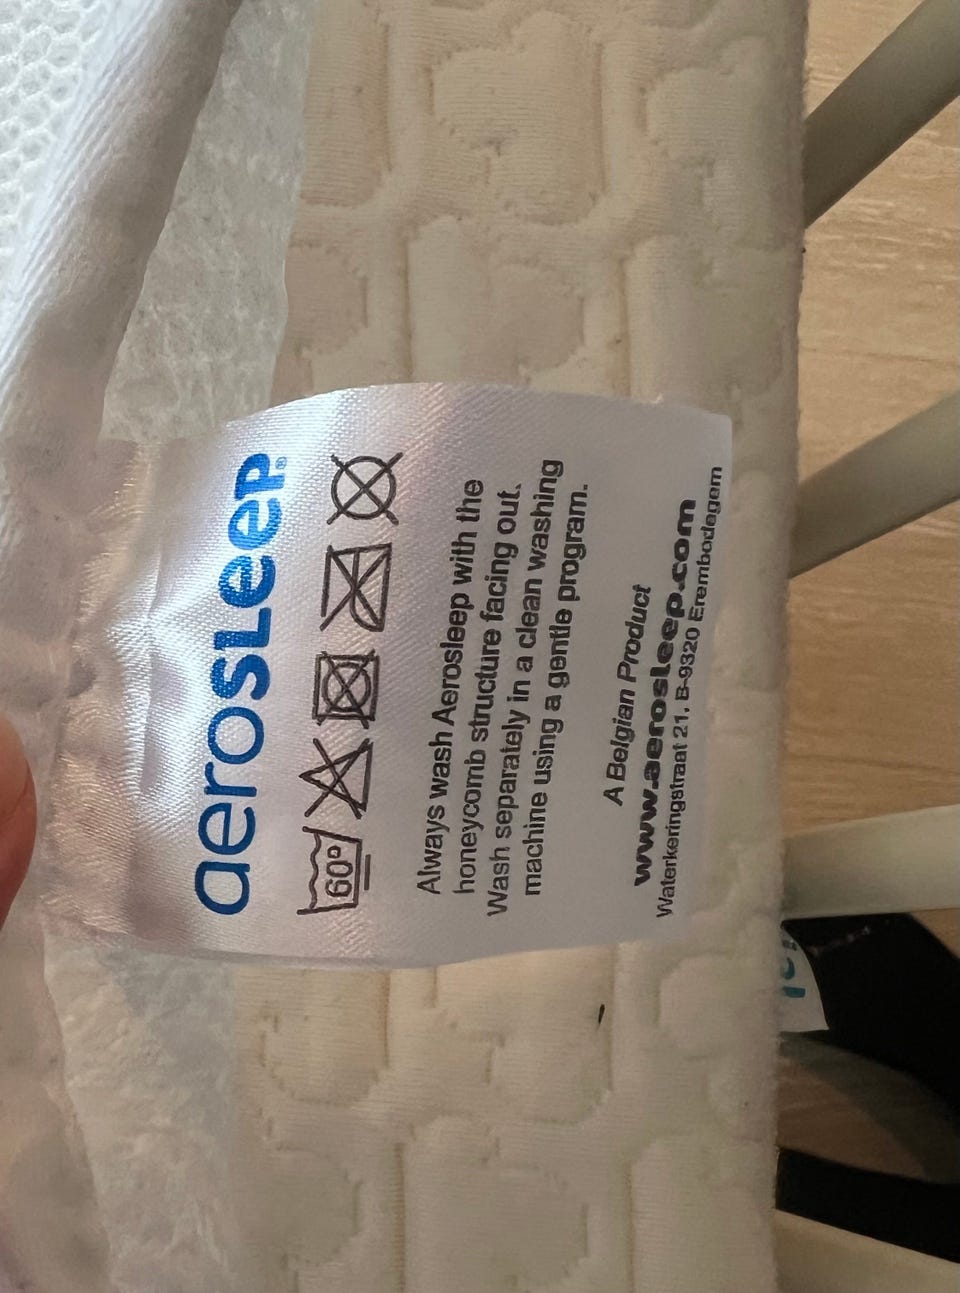 aerosleep®
60°
Always wash Aerosleep with the
honeycomb structure facing out.
Wash separately in a clean washing
machine using a gentle program.
A Belgian Product
www.aerosleep.com
Waterkeringstraat 21, B-9320 Erembodegem